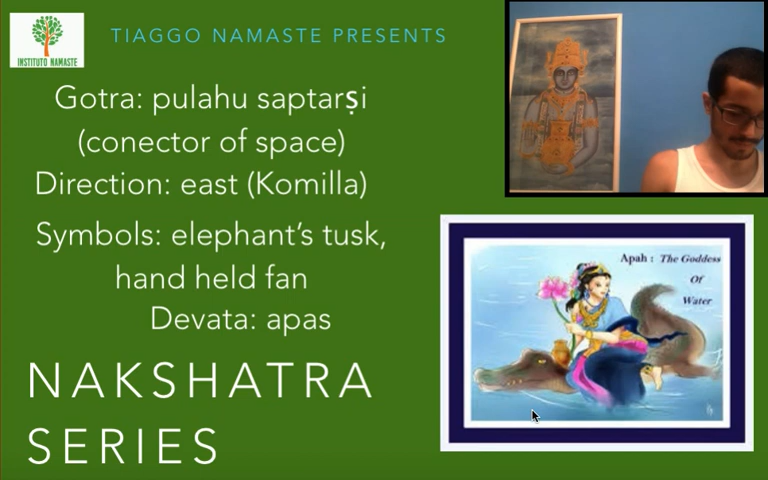 INSTITUTO NAMASTE
TIAGGO NAMASTE PRESENTS
Gotra: pulahu saptarṣi
(conector of space)
Direction: east (Komilla)
Symbols: elephant’s tusk,
hand held fan
Devata: apas
NAKSHATRA
SERIES
Apah : The Goddess
Of
Water